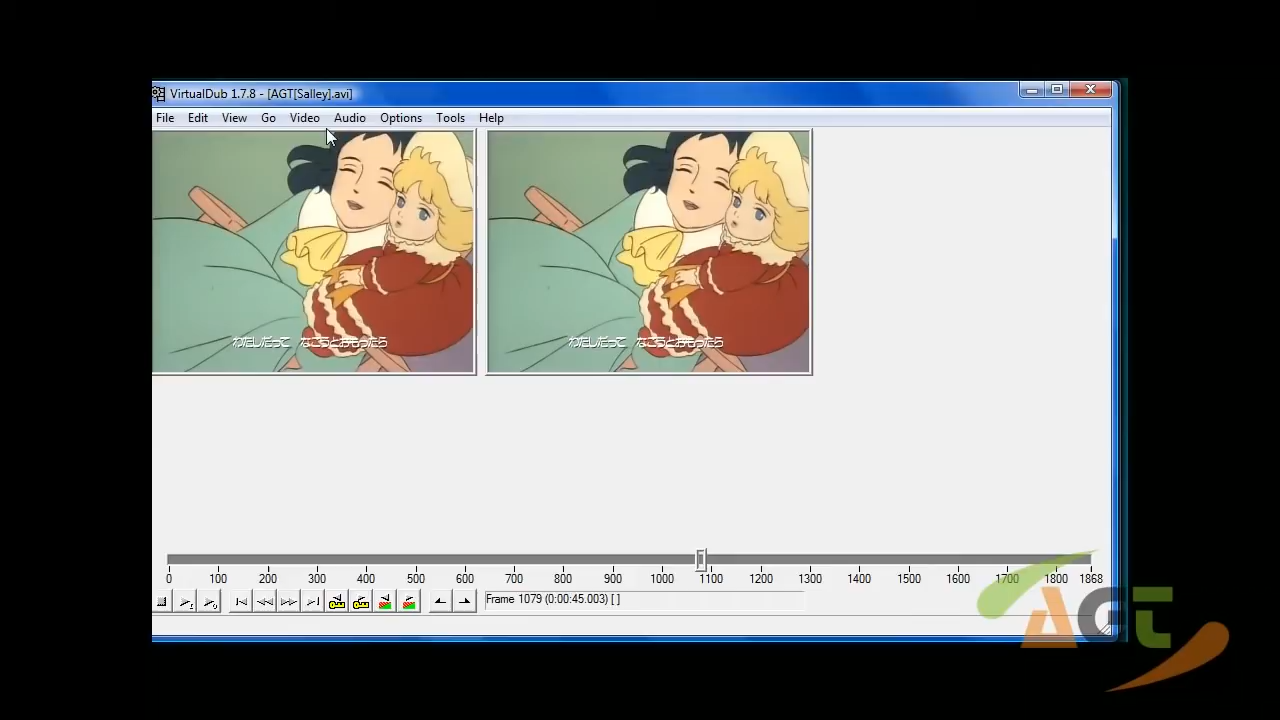 VirtualDub 1.7.8 - [AGT[Salley].avi]
File Edit View Go Video Audio Options Tools Help
わたしだって なこうとおもったら わたしだって なこうとおもったら
0 100 200 300 400 500 600 700 800 900 1000 1100 1200 1300 1400 1500 1600 1700 1800 1868
Frame 1079 (0:00:45.003) [ ]
AGT